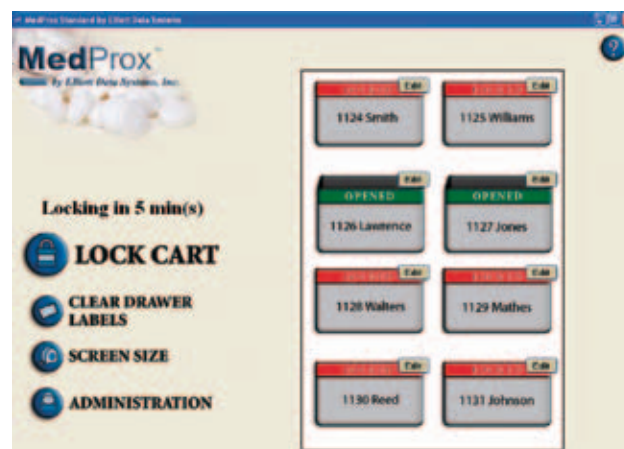 MedProx Standard by Elliott Data Systems
MedProx™
by Elliott Data Systems, Inc.
?
Edit Edit
1124 Smith 1125 Williams
Edit Edit
OPENED OPENED
1126 Lawrence 1127 Jones
Locking in 5 min(s)
LOCK CART
Edit Edit
1128 Walters 1129 Mathes
CLEAR DRAWER
LABELS
SCREEN SIZE
Edit Edit
1130 Reed 1131 Johnson
ADMINISTRATION